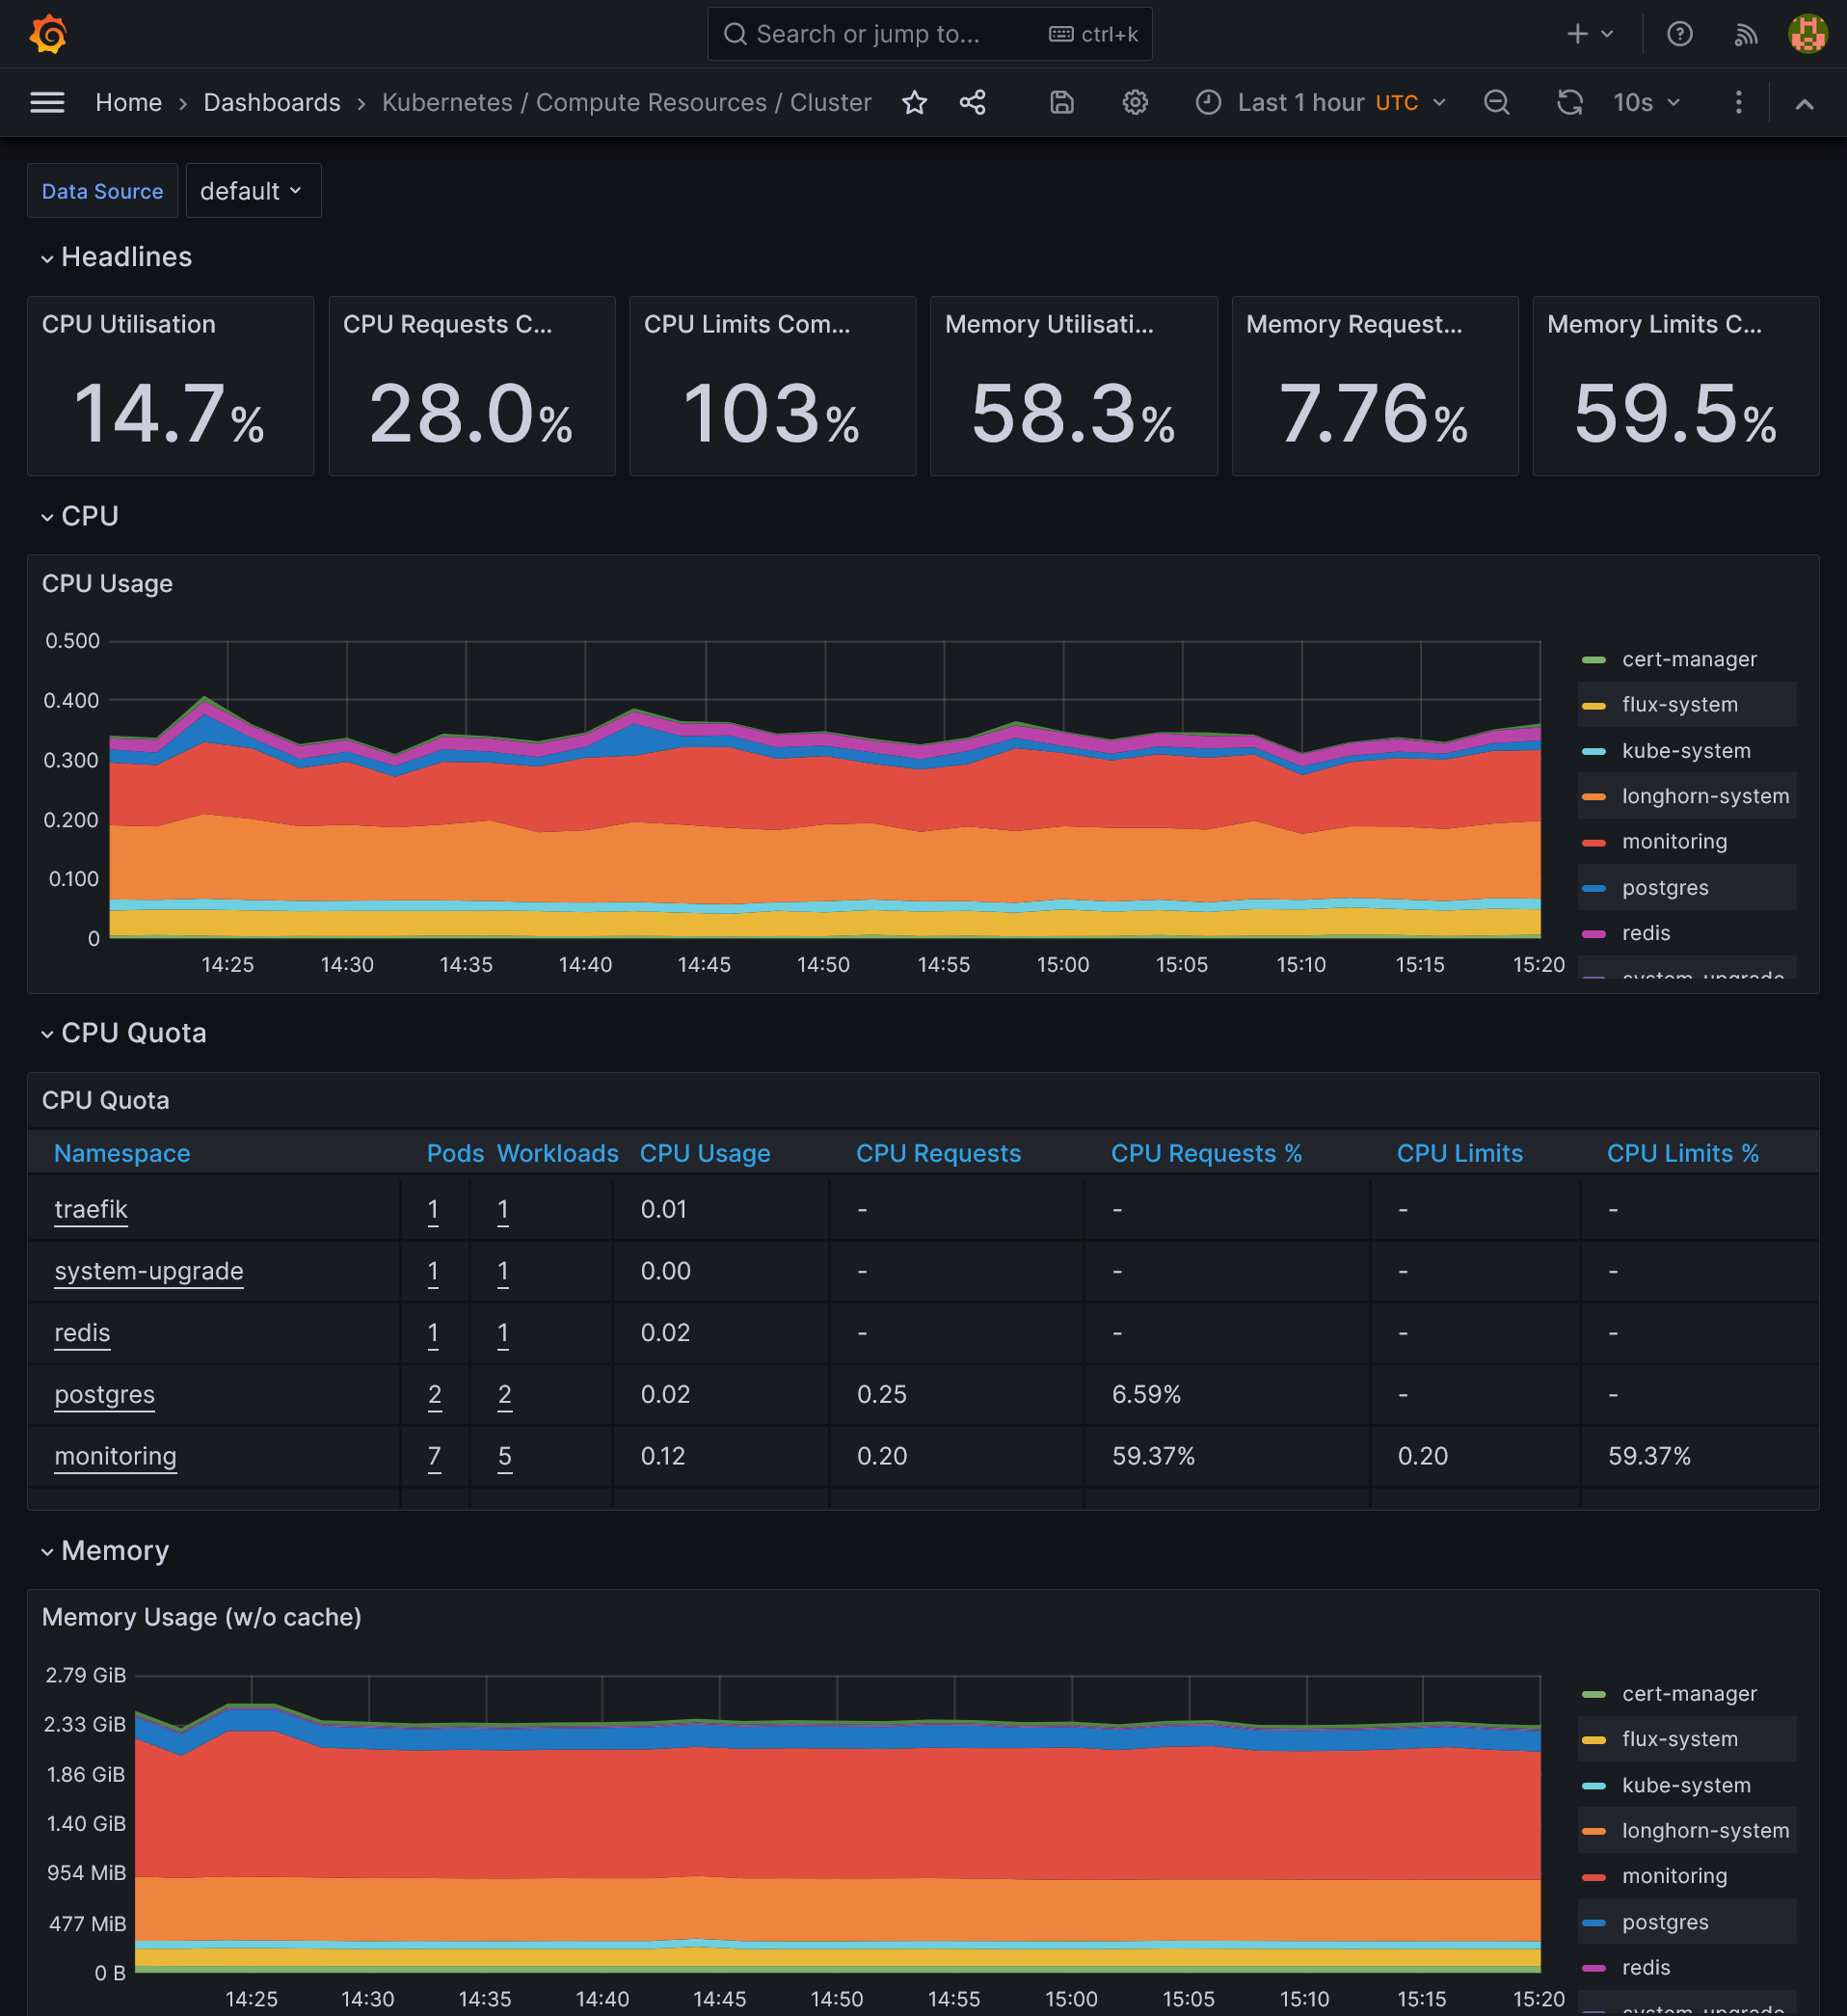 Search or jump to... ctrl+k
Home › Dashboards › Kubernetes / Compute Resources / Cluster Last 1 hour UTC 10s
Data Source default
Headlines
CPU Utilisation CPU Requests C... CPU Limits Com... Memory Utilisati... Memory Request... Memory Limits C...
14.7% 28.0% 103% 58.3% 7.76% 59.5%
CPU
CPU Usage
0.500
0.400
0.300
0.200
0.100
0
14:25 14:30 14:35 14:40 14:45 14:50 14:55 15:00 15:05 15:10 15:15 15:20
cert-manager
flux-system
kube-system
longhorn-system
monitoring
postgres
redis
system-upgrade
CPU Quota
CPU Quota
Namespace Pods Workloads CPU Usage CPU Requests CPU Requests % CPU Limits CPU Limits %
traefik 1 1 0.01 - - - -
system-upgrade 1 1 0.00 - - - -
redis 1 1 0.02 - - - -
postgres 2 2 0.02 0.25 6.59% - -
monitoring 7 5 0.12 0.20 59.37% 0.20 59.37%
Memory
Memory Usage (w/o cache)
2.79 GiB
2.33 GiB
1.86 GiB
1.40 GiB
954 MiB
477 MiB
0 B
14:25 14:30 14:35 14:40 14:45 14:50 14:55 15:00 15:05 15:10 15:15 15:20
cert-manager
flux-system
kube-system
longhorn-system
monitoring
postgres
redis
system-upgrade